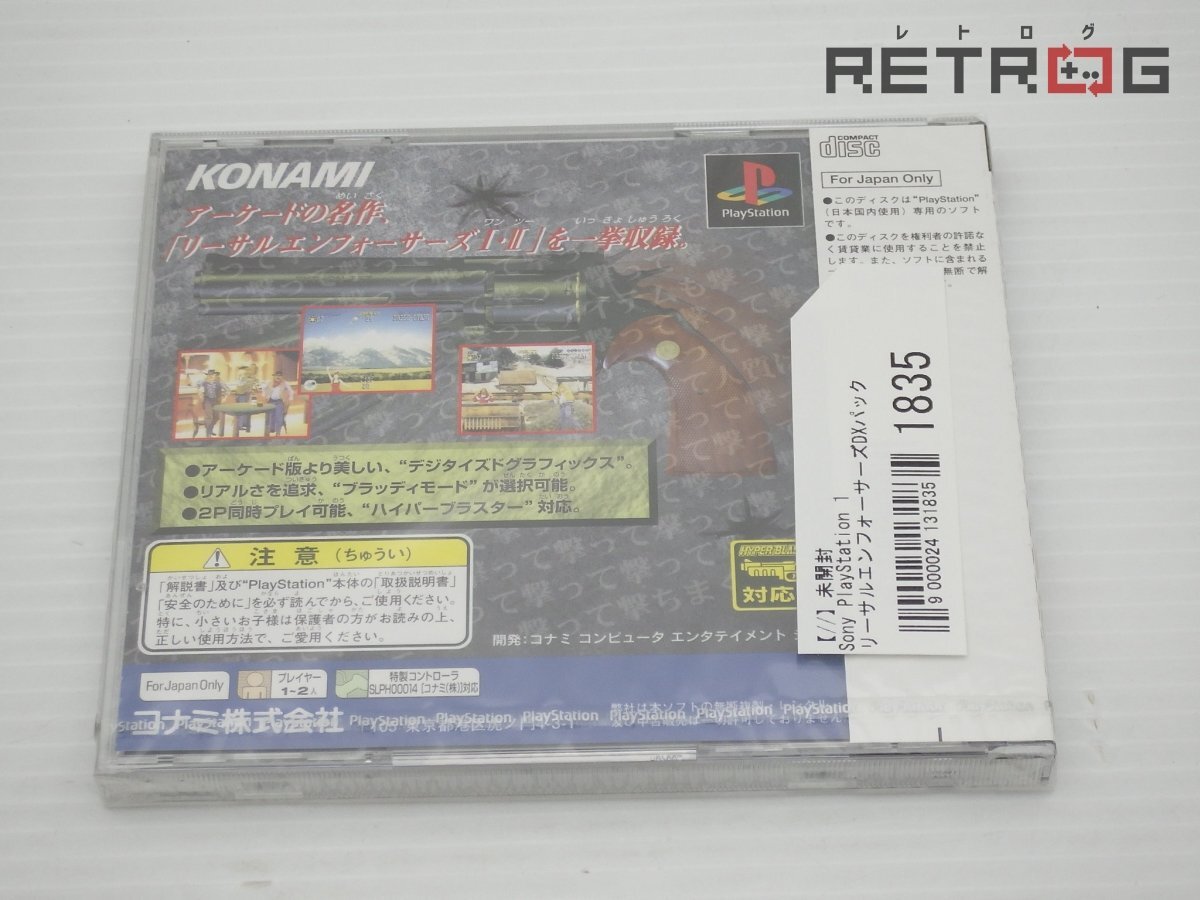 レトログ
RETROG
KONAMI
めいさく
アーケードの名作、
ワン ツー いっきょしゅうろく
「リーサルエンフォーサーズI・II」を一挙収録。
PlayStation
COMPACT
disc
For Japan Only
●このディスクは“PlayStation”
(日本国内使用)専用のソフト
です。
●このディスクを権利者の許諾な
く賃貸業に使用することを禁止
します。また、ソフトに含まれる
無断で解
●アーケード版より美しい、“デジタイズドグラフィックス”。
●リアルさを追求、“ブラッディモード”が選択可能。
●2P同時プレイ可能、“ハイパーブラスター”対応。
HYPER BLAS
対応
注意(ちゅうい)
「解説書」及び“PlayStation”本体の「取扱説明書」
「安全のために」を必ず読んでから、ご使用ください。
特に、小さいお子様は保護者の方がお読みの上、
正しい使用方法で、ご愛用ください。
開発:コナミ コンピュータ エンタテイメント
For Japan Only
プレイヤー
1~2人
特製コントローラ
SLPH00014[コナミ(株)]対応
コナミ株式会社
PlayStation PlayStation PlayStation PlayStation PlayStation PlayStation
【//】未開封
Sony PlayStation 1
リーサルエンフォーサーズDXパック
1835
9 000024 131835